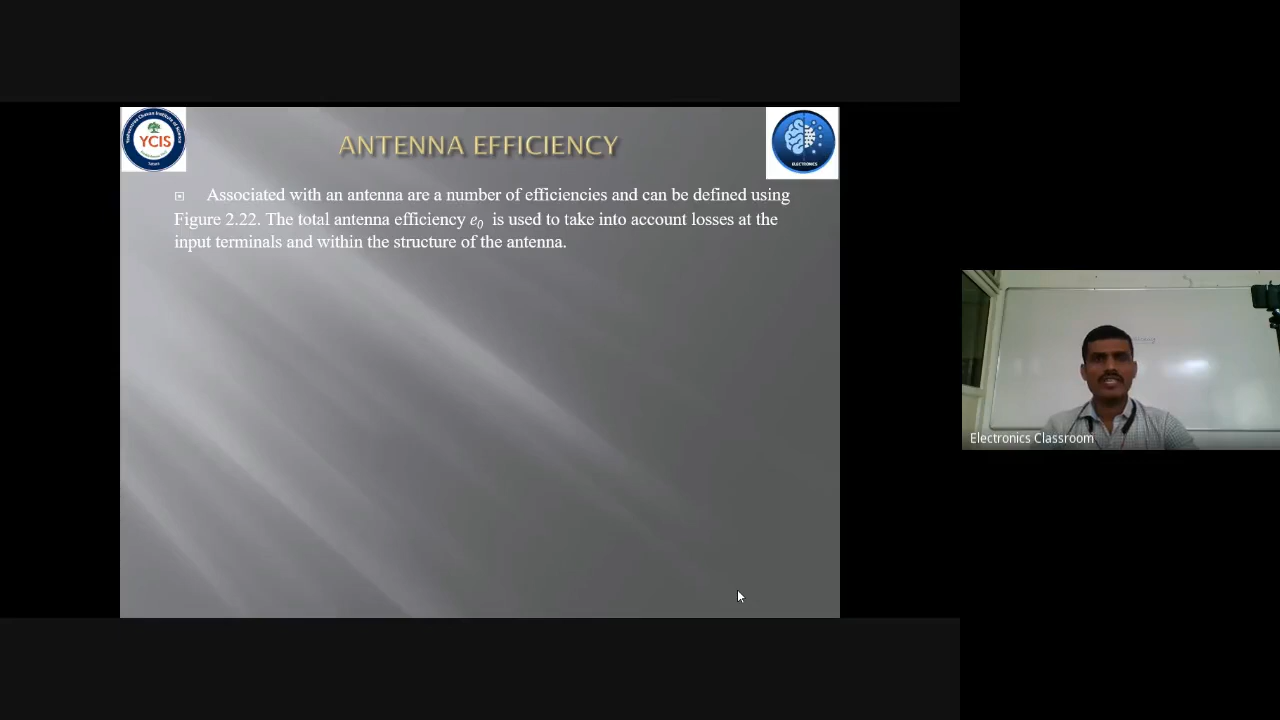 YCIS
ANTENNA EFFICIENCY
ELECTRONICS
Associated with an antenna are a number of efficiencies and can be defined using
Figure 2.22. The total antenna efficiency e0 is used to take into account losses at the
input terminals and within the structure of the antenna.
Electronics Classroom